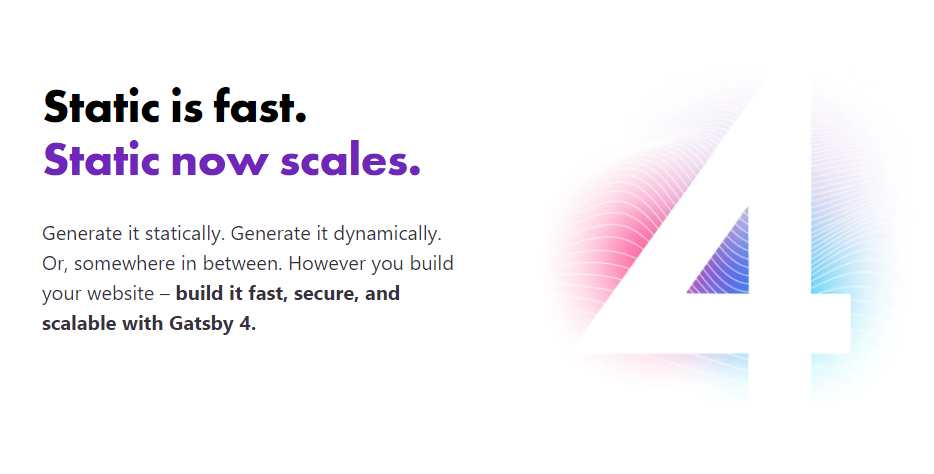 Static is fast.
Static now scales.
Generate it statically. Generate it dynamically.
Or, somewhere in between. However you build
your website – build it fast, secure, and
scalable with Gatsby 4.
4